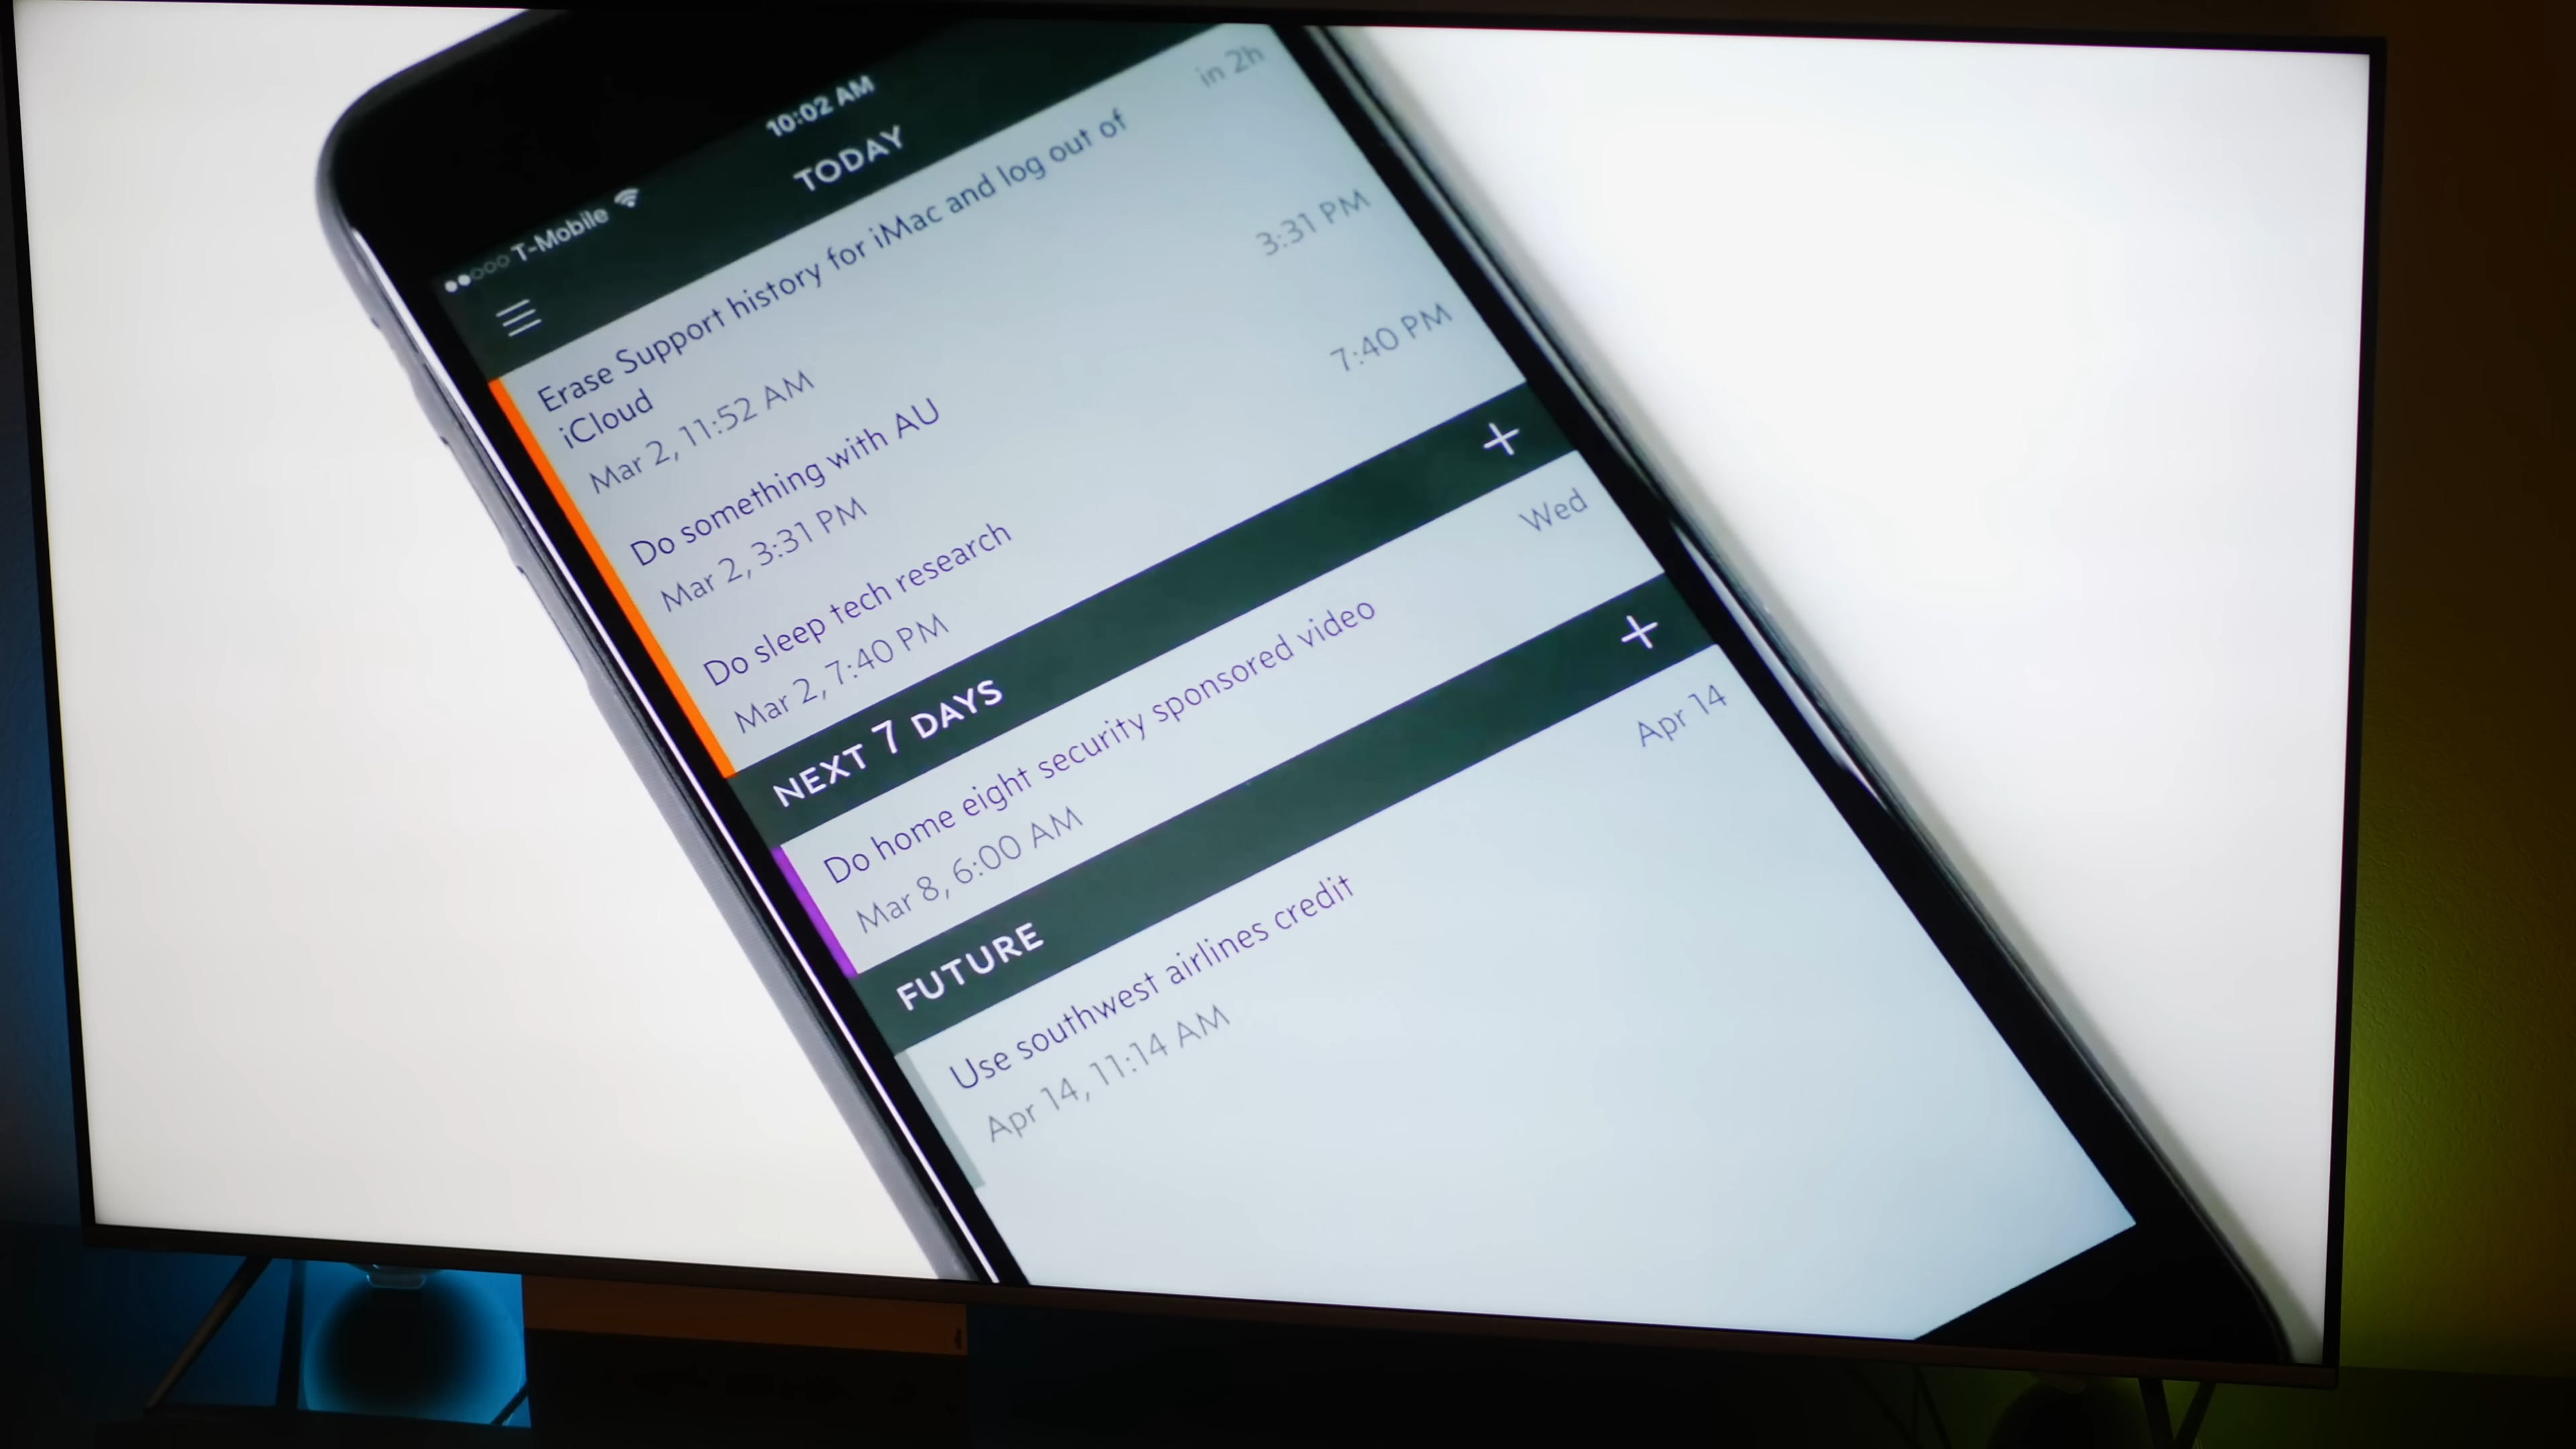 T-Mobile 10:02 AM
TODAY
Erase Support history for iMac and log out of in 2h
iCloud
Mar 2, 11:52 AM
Do something with AU 3:31 PM
Mar 2, 3:31 PM
Do sleep tech research 7:40 PM
Mar 2, 7:40 PM
NEXT 7 DAYS +
Do home eight security sponsored video Wed
Mar 8, 6:00 AM
FUTURE +
Use southwest airlines credit Apr 14
Apr 14, 11:14 AM